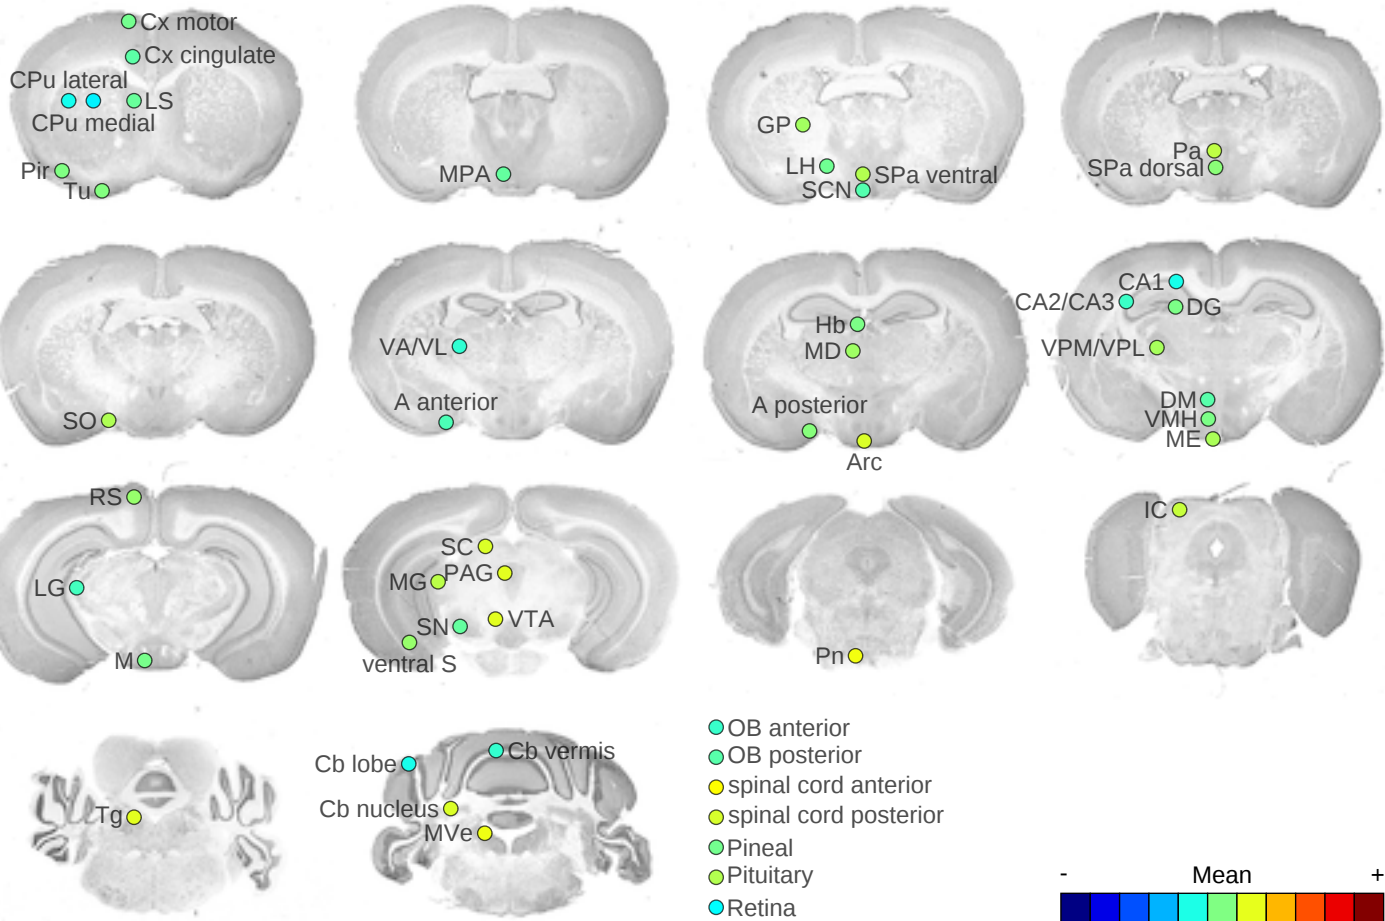 Cx motor
Cx cingulate
CPu lateral
LS
CPu medial
Pir
Tu
MPA
GP
LH
SPa ventral
SCN
Pa
SPa dorsal
SO
VA/VL
A anterior
Hb
MD
A posterior
Arc
CA1
CA2/CA3
DG
VPM/VPL
DM
VMH
ME
RS
LG
M
SC
PAG
MG
VTA
SN
ventral S
Pn
IC
Tg
Cb vermis
Cb lobe
Cb nucleus
MVe
OB anterior
OB posterior
spinal cord anterior
spinal cord posterior
Pineal
Pituitary
Retina
- Mean +